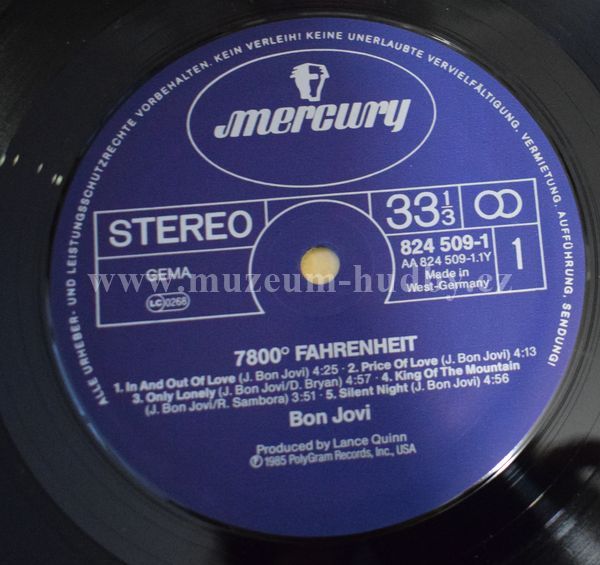 ALLE URHEBER- UND LEISTUNGSSCHUTZRECHTE VORBEHALTEN. KEIN VERLEIH! KEINE UNERLAUBTE VERVIELFÄLTIGUNG, VERMIETUNG, AUFFÜHRUNG, SENDUNG!
mercury
STEREO
33 1/3
GEMA
LC 0268
824 509-1
AA 824 509-1.1Y
Made in
West-Germany
1
www.muzeum-hudby.cz
7800° FAHRENHEIT
1. In And Out Of Love (J. Bon Jovi) 4:25 · 2. Price Of Love (J. Bon Jovi) 4:13
3. Only Lonely (J. Bon Jovi/D. Bryan) 4:57 · 4. King Of The Mountain
(J. Bon Jovi/R. Sambora) 3:51 · 5. Silent Night (J. Bon Jovi) 4:56
Bon Jovi
Produced by Lance Quinn
℗ 1985 PolyGram Records, Inc., USA